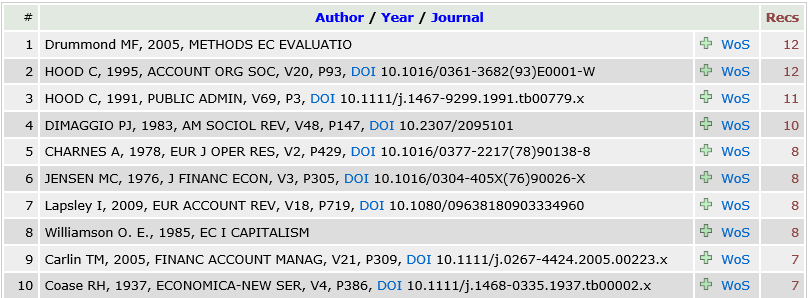 # Author / Year / Journal Recs
1 Drummond MF, 2005, METHODS EC EVALUATIO WoS 12
2 HOOD C, 1995, ACCOUNT ORG SOC, V20, P93, DOI 10.1016/0361-3682(93)E0001-W WoS 12
3 HOOD C, 1991, PUBLIC ADMIN, V69, P3, DOI 10.1111/j.1467-9299.1991.tb00779.x WoS 11
4 DIMAGGIO PJ, 1983, AM SOCIOL REV, V48, P147, DOI 10.2307/2095101 WoS 10
5 CHARNES A, 1978, EUR J OPER RES, V2, P429, DOI 10.1016/0377-2217(78)90138-8 WoS 8
6 JENSEN MC, 1976, J FINANC ECON, V3, P305, DOI 10.1016/0304-405X(76)90026-X WoS 8
7 Lapsley I, 2009, EUR ACCOUNT REV, V18, P719, DOI 10.1080/09638180903334960 WoS 8
8 Williamson O. E., 1985, EC I CAPITALISM WoS 8
9 Carlin TM, 2005, FINANC ACCOUNT MANAG, V21, P309, DOI 10.1111/j.0267-4424.2005.00223.x WoS 7
10 Coase RH, 1937, ECONOMICA-NEW SER, V4, P386, DOI 10.1111/j.1468-0335.1937.tb00002.x WoS 7